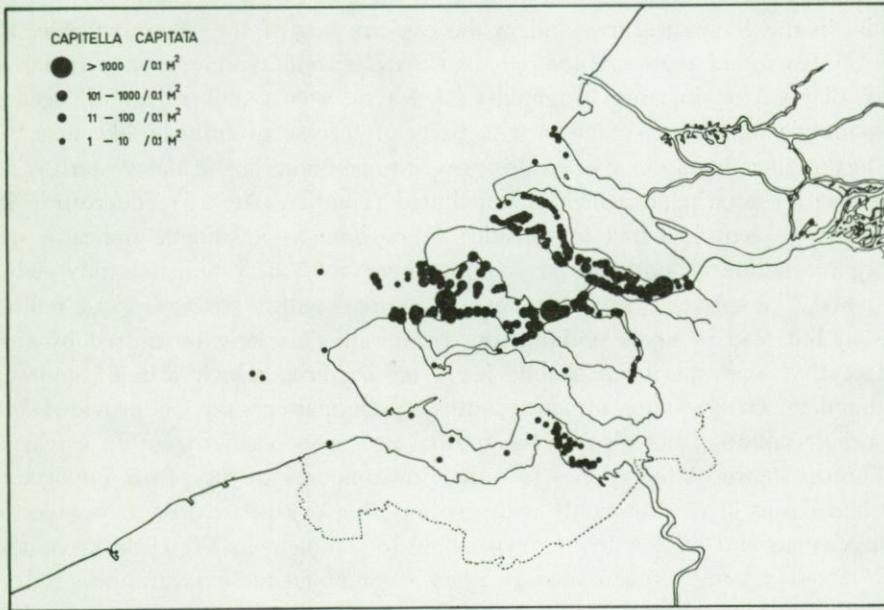 CAPITELLA CAPITATA
> 1000 / 0.1 M²
101 - 1000 / 0.1 M²
11 - 100 / 0.1 M²
1 - 10 / 0.1 M²